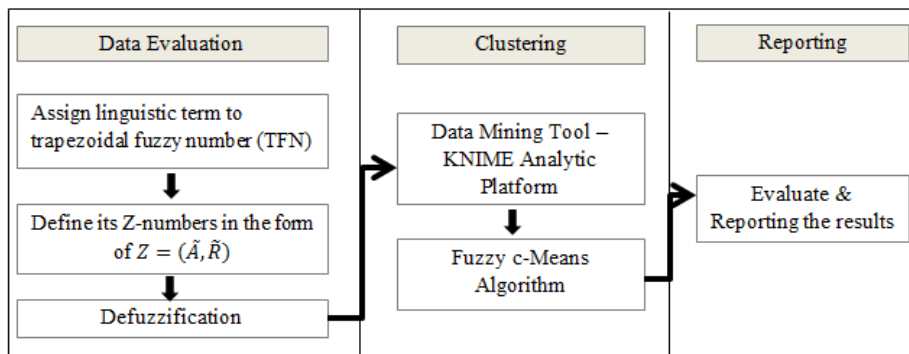 Data Evaluation
Assign linguistic term to
trapezoidal fuzzy number (TFN)
Define its Z-numbers in the form
of Z = (Ã, R̃)
Defuzzification
Clustering
Data Mining Tool –
KNIME Analytic
Platform
Fuzzy c-Means
Algorithm
Reporting
Evaluate &
Reporting the results